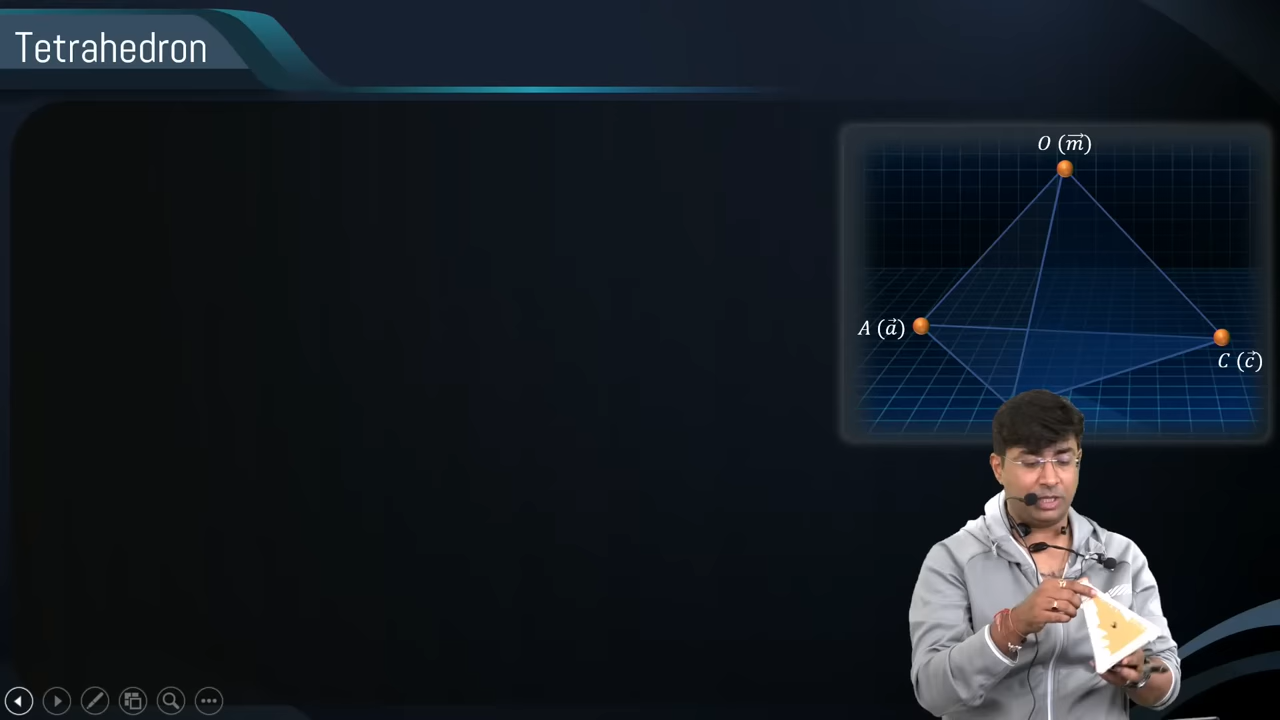 Tetrahedron
O (m⃗)
A (a⃗)
C (c⃗)